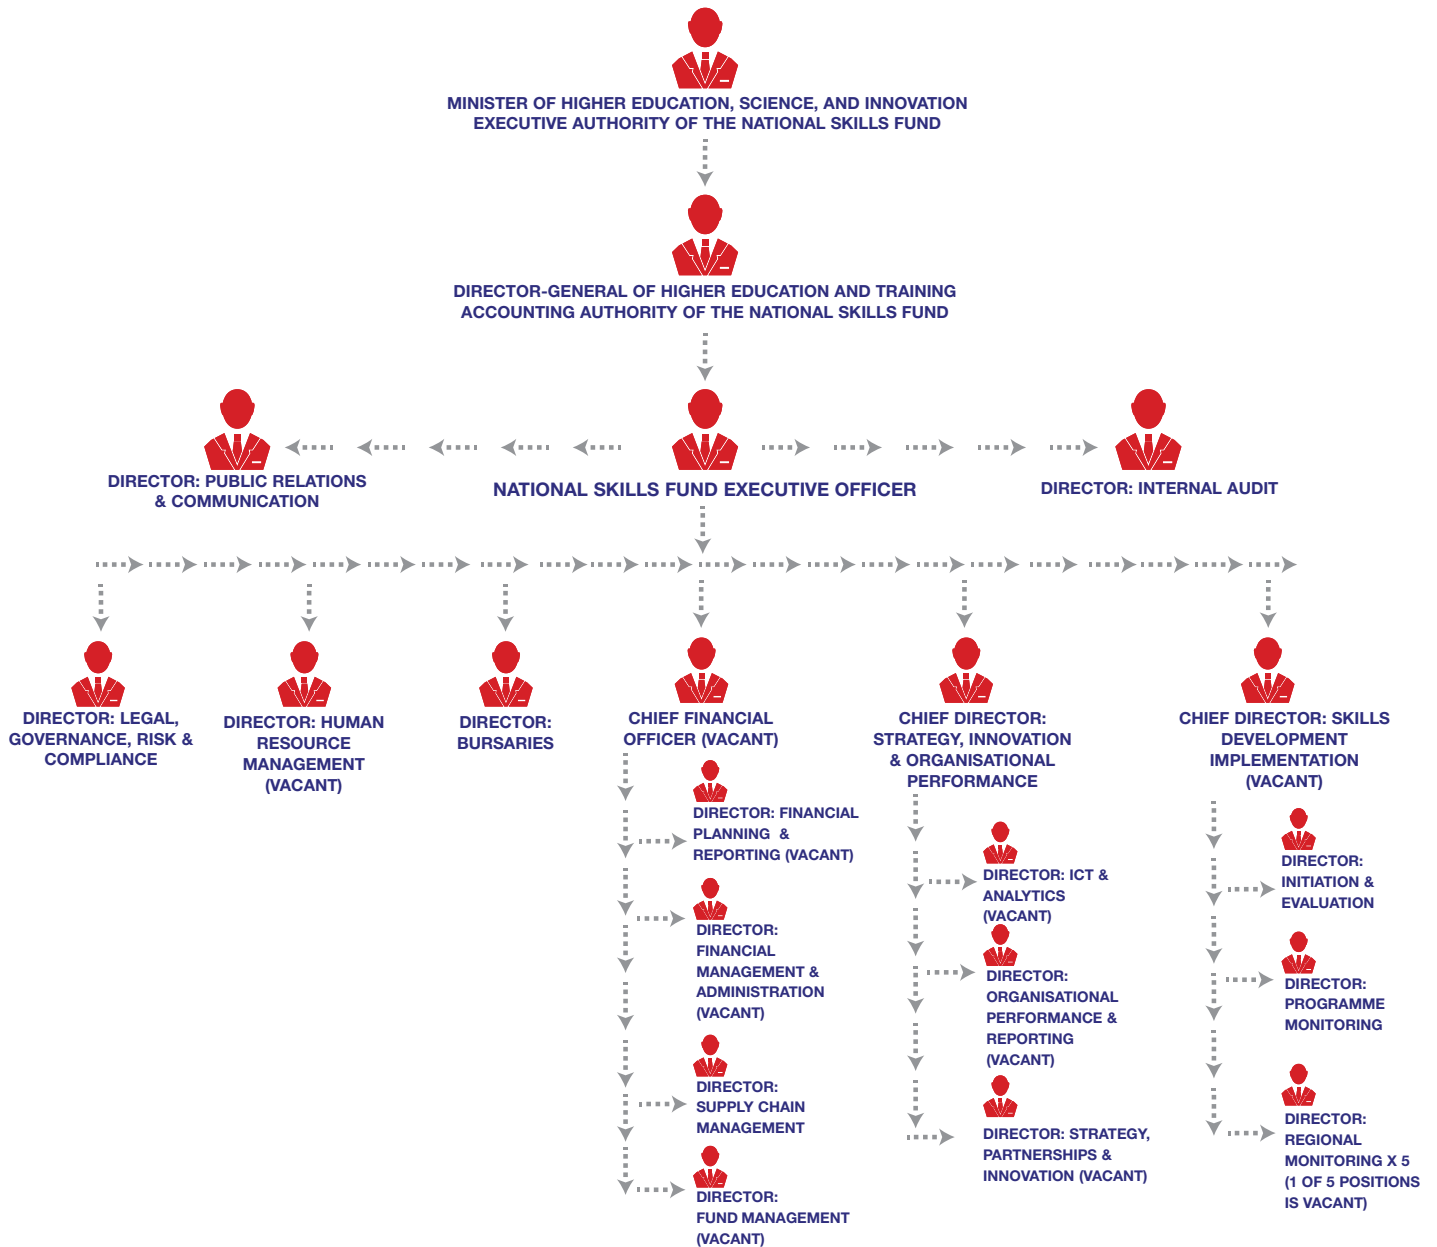 MINISTER OF HIGHER EDUCATION, SCIENCE, AND INNOVATION
EXECUTIVE AUTHORITY OF THE NATIONAL SKILLS FUND
DIRECTOR-GENERAL OF HIGHER EDUCATION AND TRAINING
ACCOUNTING AUTHORITY OF THE NATIONAL SKILLS FUND
DIRECTOR: PUBLIC RELATIONS
& COMMUNICATION
NATIONAL SKILLS FUND EXECUTIVE OFFICER
DIRECTOR: INTERNAL AUDIT
DIRECTOR: LEGAL,
GOVERNANCE, RISK &
COMPLIANCE
DIRECTOR: HUMAN
RESOURCE
MANAGEMENT
(VACANT)
DIRECTOR:
BURSARIES
CHIEF FINANCIAL
OFFICER (VACANT)
DIRECTOR: FINANCIAL
PLANNING &
REPORTING (VACANT)
DIRECTOR:
FINANCIAL
MANAGEMENT &
ADMINISTRATION
(VACANT)
DIRECTOR:
SUPPLY CHAIN
MANAGEMENT
DIRECTOR:
FUND MANAGEMENT
(VACANT)
CHIEF DIRECTOR:
STRATEGY, INNOVATION
& ORGANISATIONAL
PERFORMANCE
DIRECTOR: ICT &
ANALYTICS
(VACANT)
DIRECTOR:
ORGANISATIONAL
PERFORMANCE &
REPORTING
(VACANT)
DIRECTOR: STRATEGY,
PARTNERSHIPS &
INNOVATION (VACANT)
CHIEF DIRECTOR: SKILLS
DEVELOPMENT
IMPLEMENTATION
(VACANT)
DIRECTOR:
INITIATION &
EVALUATION
DIRECTOR:
PROGRAMME
MONITORING
DIRECTOR:
REGIONAL
MONITORING X 5
(1 OF 5 POSITIONS
IS VACANT)